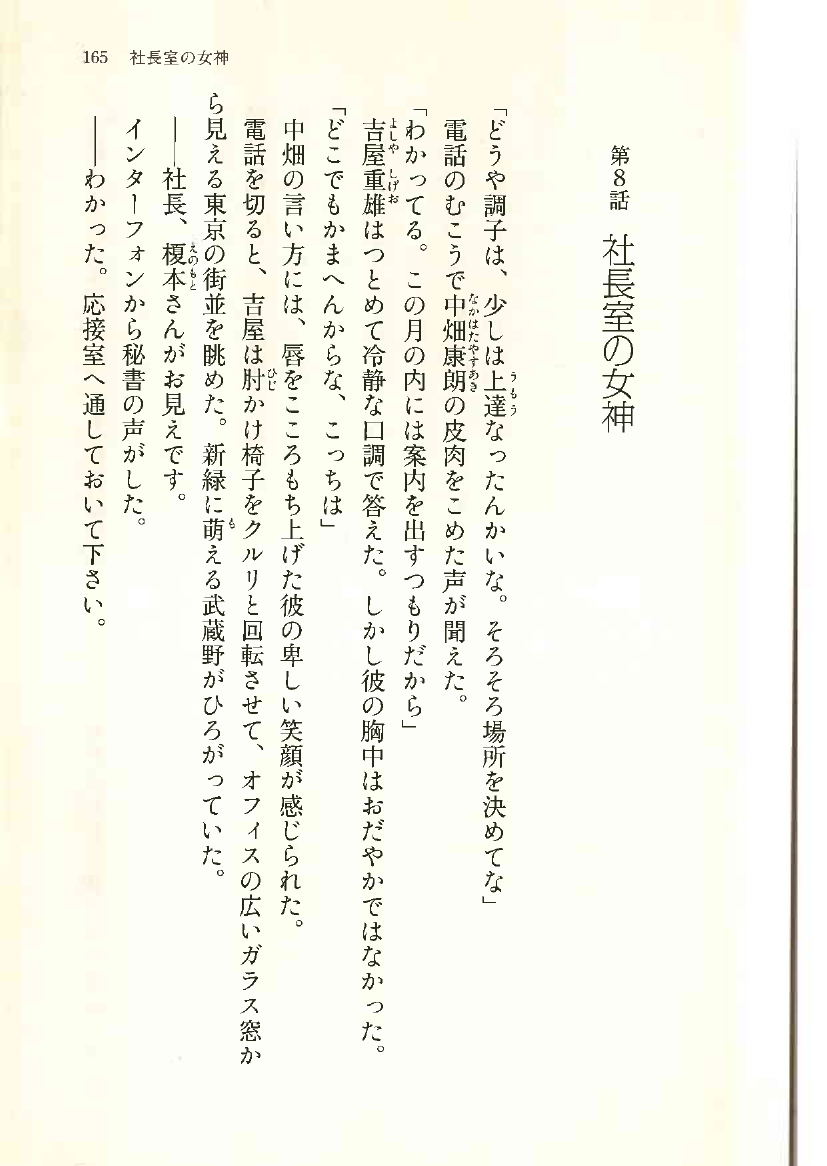 165 社長室の女神
第8話 社長室の女神
「どうや調子は、少しは上達なったんかいな。そろそろ場所を決めてな」
電話のむこうで中畑康朗の皮肉をこめた声が聞えた。
「わかってる。この月の内には案内を出すつもりだから」
吉屋重雄はつとめて冷静な口調で答えた。しかし彼の胸中はおだやかではなかった。
「どこでもかまへんからな、こっちは」
中畑の言い方には、唇をこころもち上げた彼の卑しい笑顔が感じられた。
電話を切ると、吉屋は肘かけ椅子をクルリと回転させて、オフィスの広いガラス窓か
ら見える東京の街並を眺めた。新緑に萌える武蔵野がひろがっていた。
――社長、榎本さんがお見えです。
インターフォンから秘書の声がした。
――わかった。応接室へ通しておいて下さい。